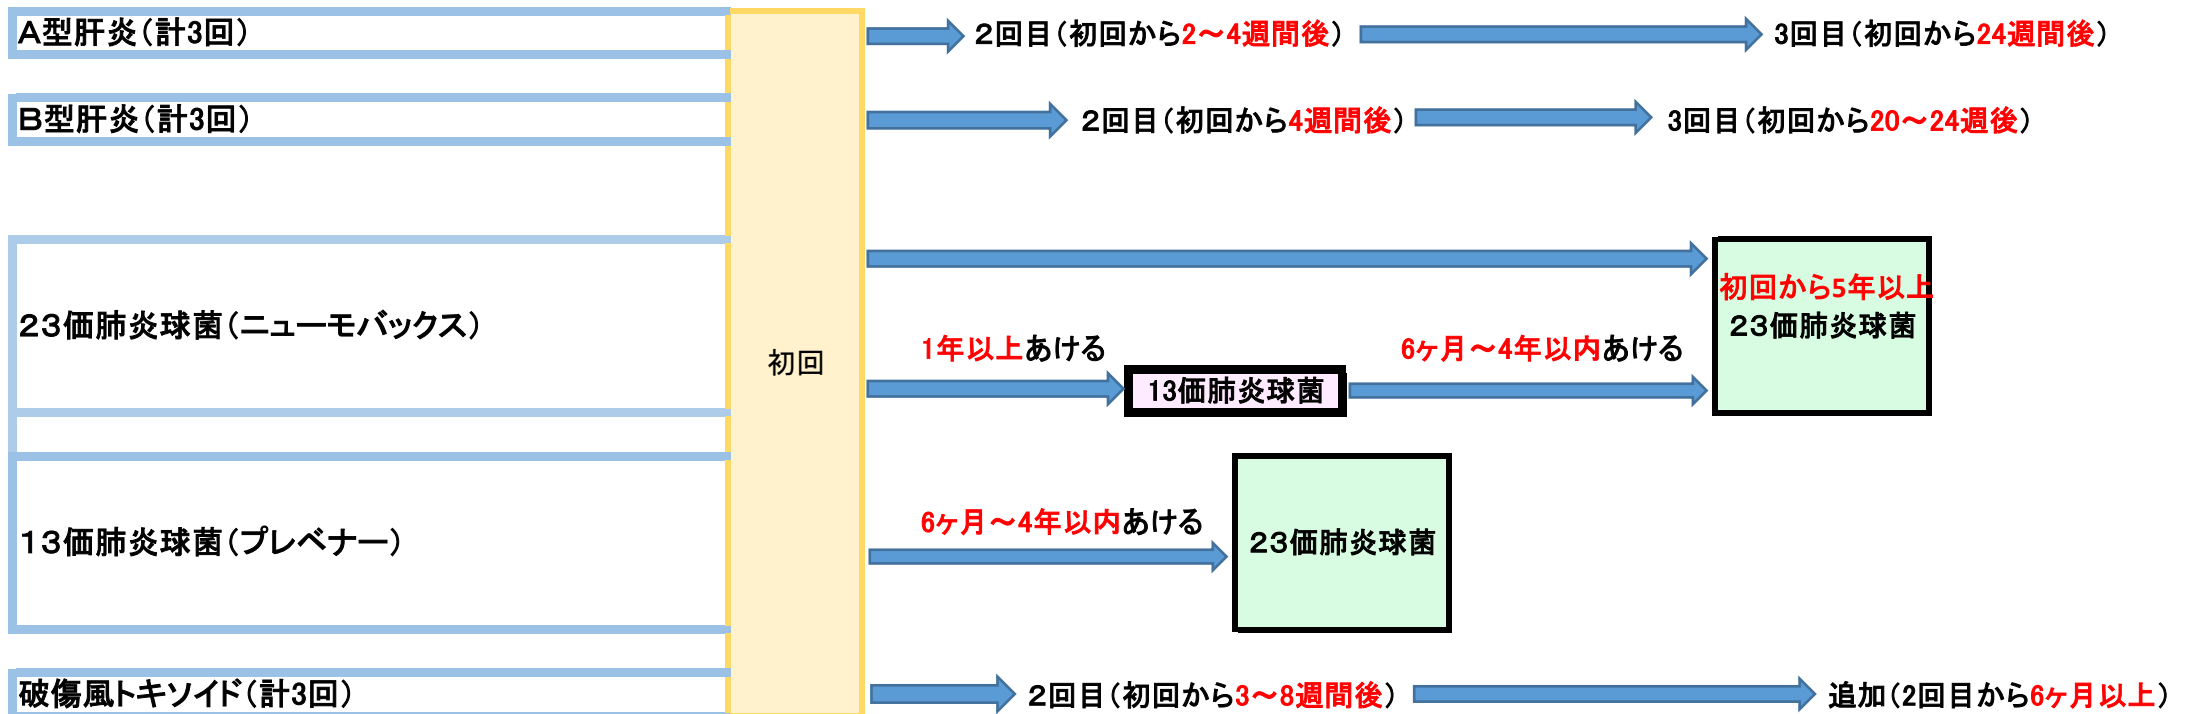 Ａ型肝炎（計3回）
2回目（初回から2～4週間後）
3回目（初回から24週間後）
Ｂ型肝炎（計3回）
2回目（初回から4週間後）
3回目（初回から20～24週後）
23価肺炎球菌（ニューモバックス）
初回
初回から5年以上
23価肺炎球菌
1年以上あける
13価肺炎球菌
6ヶ月～4年以内あける
13価肺炎球菌（プレベナー）
6ヶ月～4年以内あける
23価肺炎球菌
破傷風トキソイド（計3回）
2回目（初回から3～8週間後）
追加（2回目から6ヶ月以上）